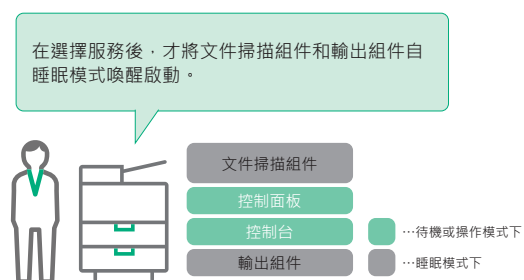 在選擇服務後，才將文件掃描組件和輸出組件自
睡眠模式喚醒啟動。
文件掃描組件
控制面板
控制台
輸出組件
…待機或操作模式下
…睡眠模式下